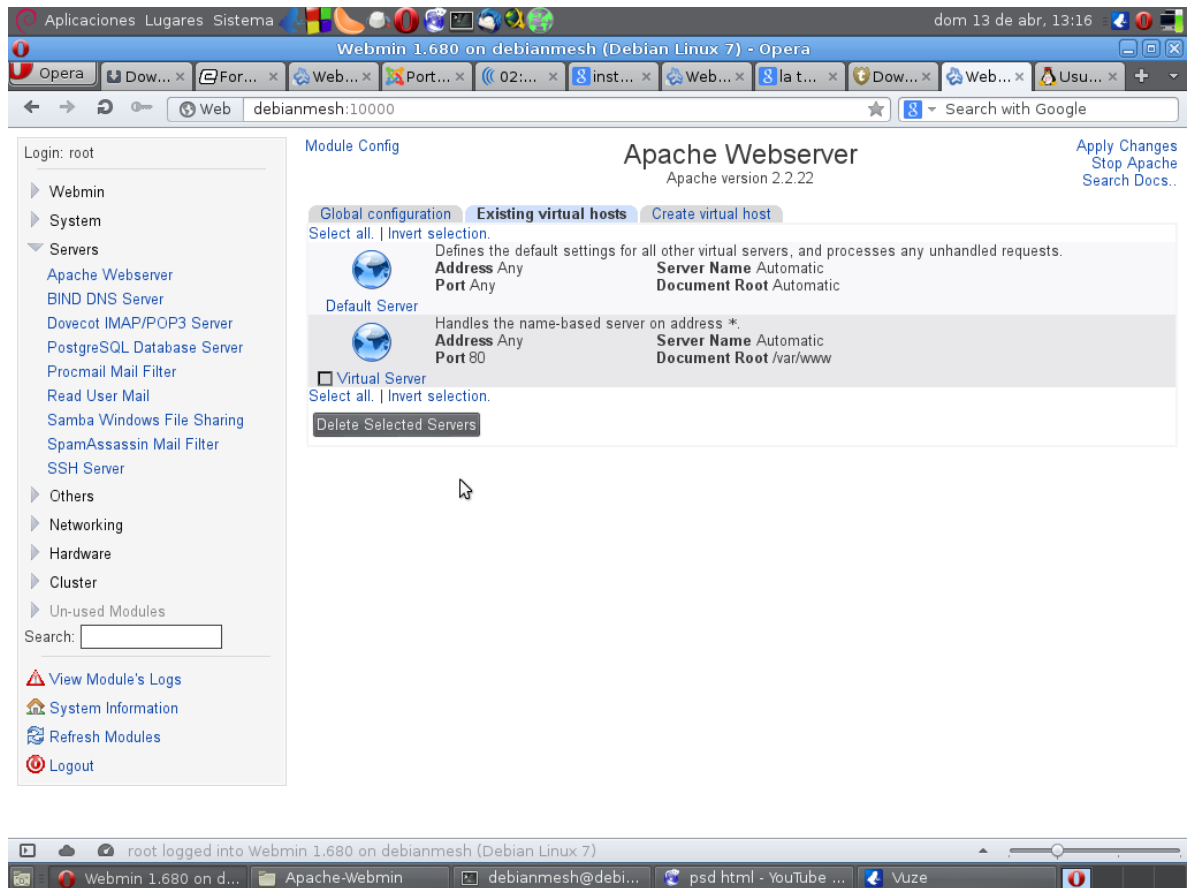 Aplicaciones Lugares Sistema
dom 13 de abr, 13:16
Webmin 1.680 on debianmesh (Debian Linux 7) - Opera
Opera Dow... For... Web... Port... 02:... inst... Web... la t... Dow... Web... Usu...
Web debianmesh:10000 Search with Google
Login: root
Webmin
System
Servers
Apache Webserver
BIND DNS Server
Dovecot IMAP/POP3 Server
PostgreSQL Database Server
Procmail Mail Filter
Read User Mail
Samba Windows File Sharing
SpamAssassin Mail Filter
SSH Server
Others
Networking
Hardware
Cluster
Un-used Modules
Search:
View Module's Logs
System Information
Refresh Modules
Logout
Module Config
Apache Webserver
Apache version 2.2.22
Apply Changes
Stop Apache
Search Docs..
Global configuration Existing virtual hosts Create virtual host
Select all. | Invert selection.
Defines the default settings for all other virtual servers, and processes any unhandled requests.
Address Any Server Name Automatic
Port Any Document Root Automatic
Default Server
Handles the name-based server on address *.
Address Any Server Name Automatic
Port 80 Document Root /var/www
Virtual Server
Select all. | Invert selection.
Delete Selected Servers
root logged into Webmin 1.680 on debianmesh (Debian Linux 7)
Webmin 1.680 on d... Apache-Webmin debianmesh@debi... psd html - YouTube ... Vuze